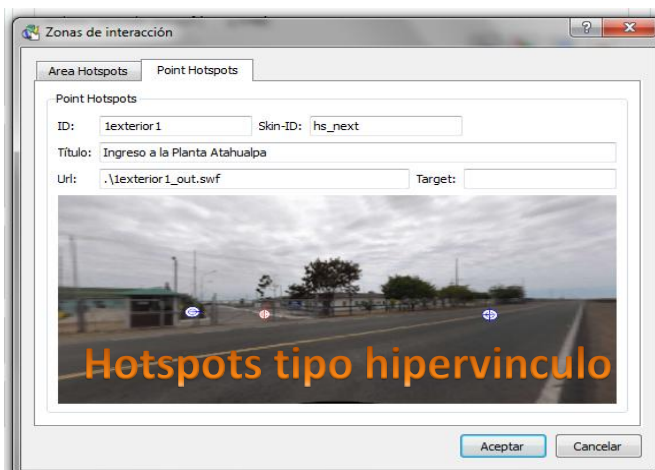 Zonas de interacción
Area Hotspots
Point Hotspots
Point Hotspots
ID: 1exterior1 Skin-ID: hs_next
Título: Ingreso a la Planta Atahualpa
Url: .\1exterior1_out.swf Target:
Hotspots tipo hipervinculo
Aceptar Cancelar